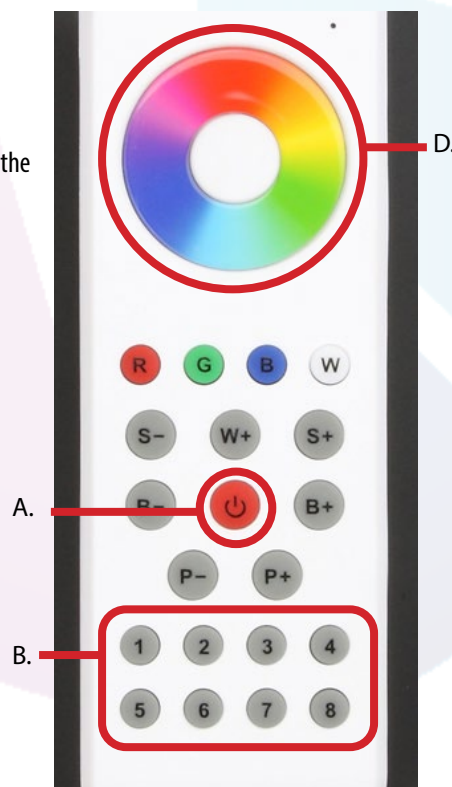 the
D.
R G B W
S- W+ S+
A.
B- B+
P- P+
B.
1 2 3 4
5 6 7 8